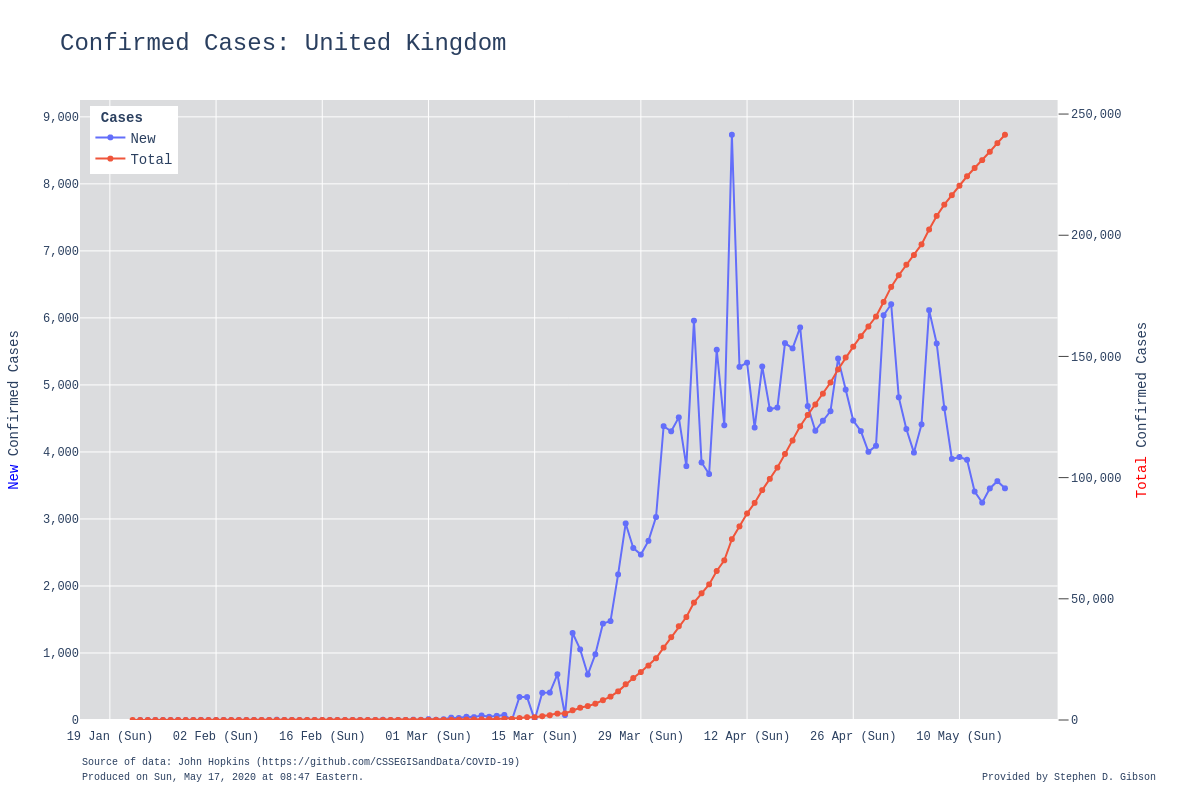 Confirmed Cases: United Kingdom
Cases
New
Total
9,000
8,000
7,000
6,000
5,000
4,000
3,000
2,000
1,000
0
250,000
200,000
150,000
100,000
50,000
0
New Confirmed Cases
Total Confirmed Cases
19 Jan (Sun) 02 Feb (Sun) 16 Feb (Sun) 01 Mar (Sun) 15 Mar (Sun) 29 Mar (Sun) 12 Apr (Sun) 26 Apr (Sun) 10 May (Sun)
Source of data: John Hopkins (https://github.com/CSSEGISandData/COVID-19)
Produced on Sun, May 17, 2020 at 08:47 Eastern.
Provided by Stephen D. Gibson